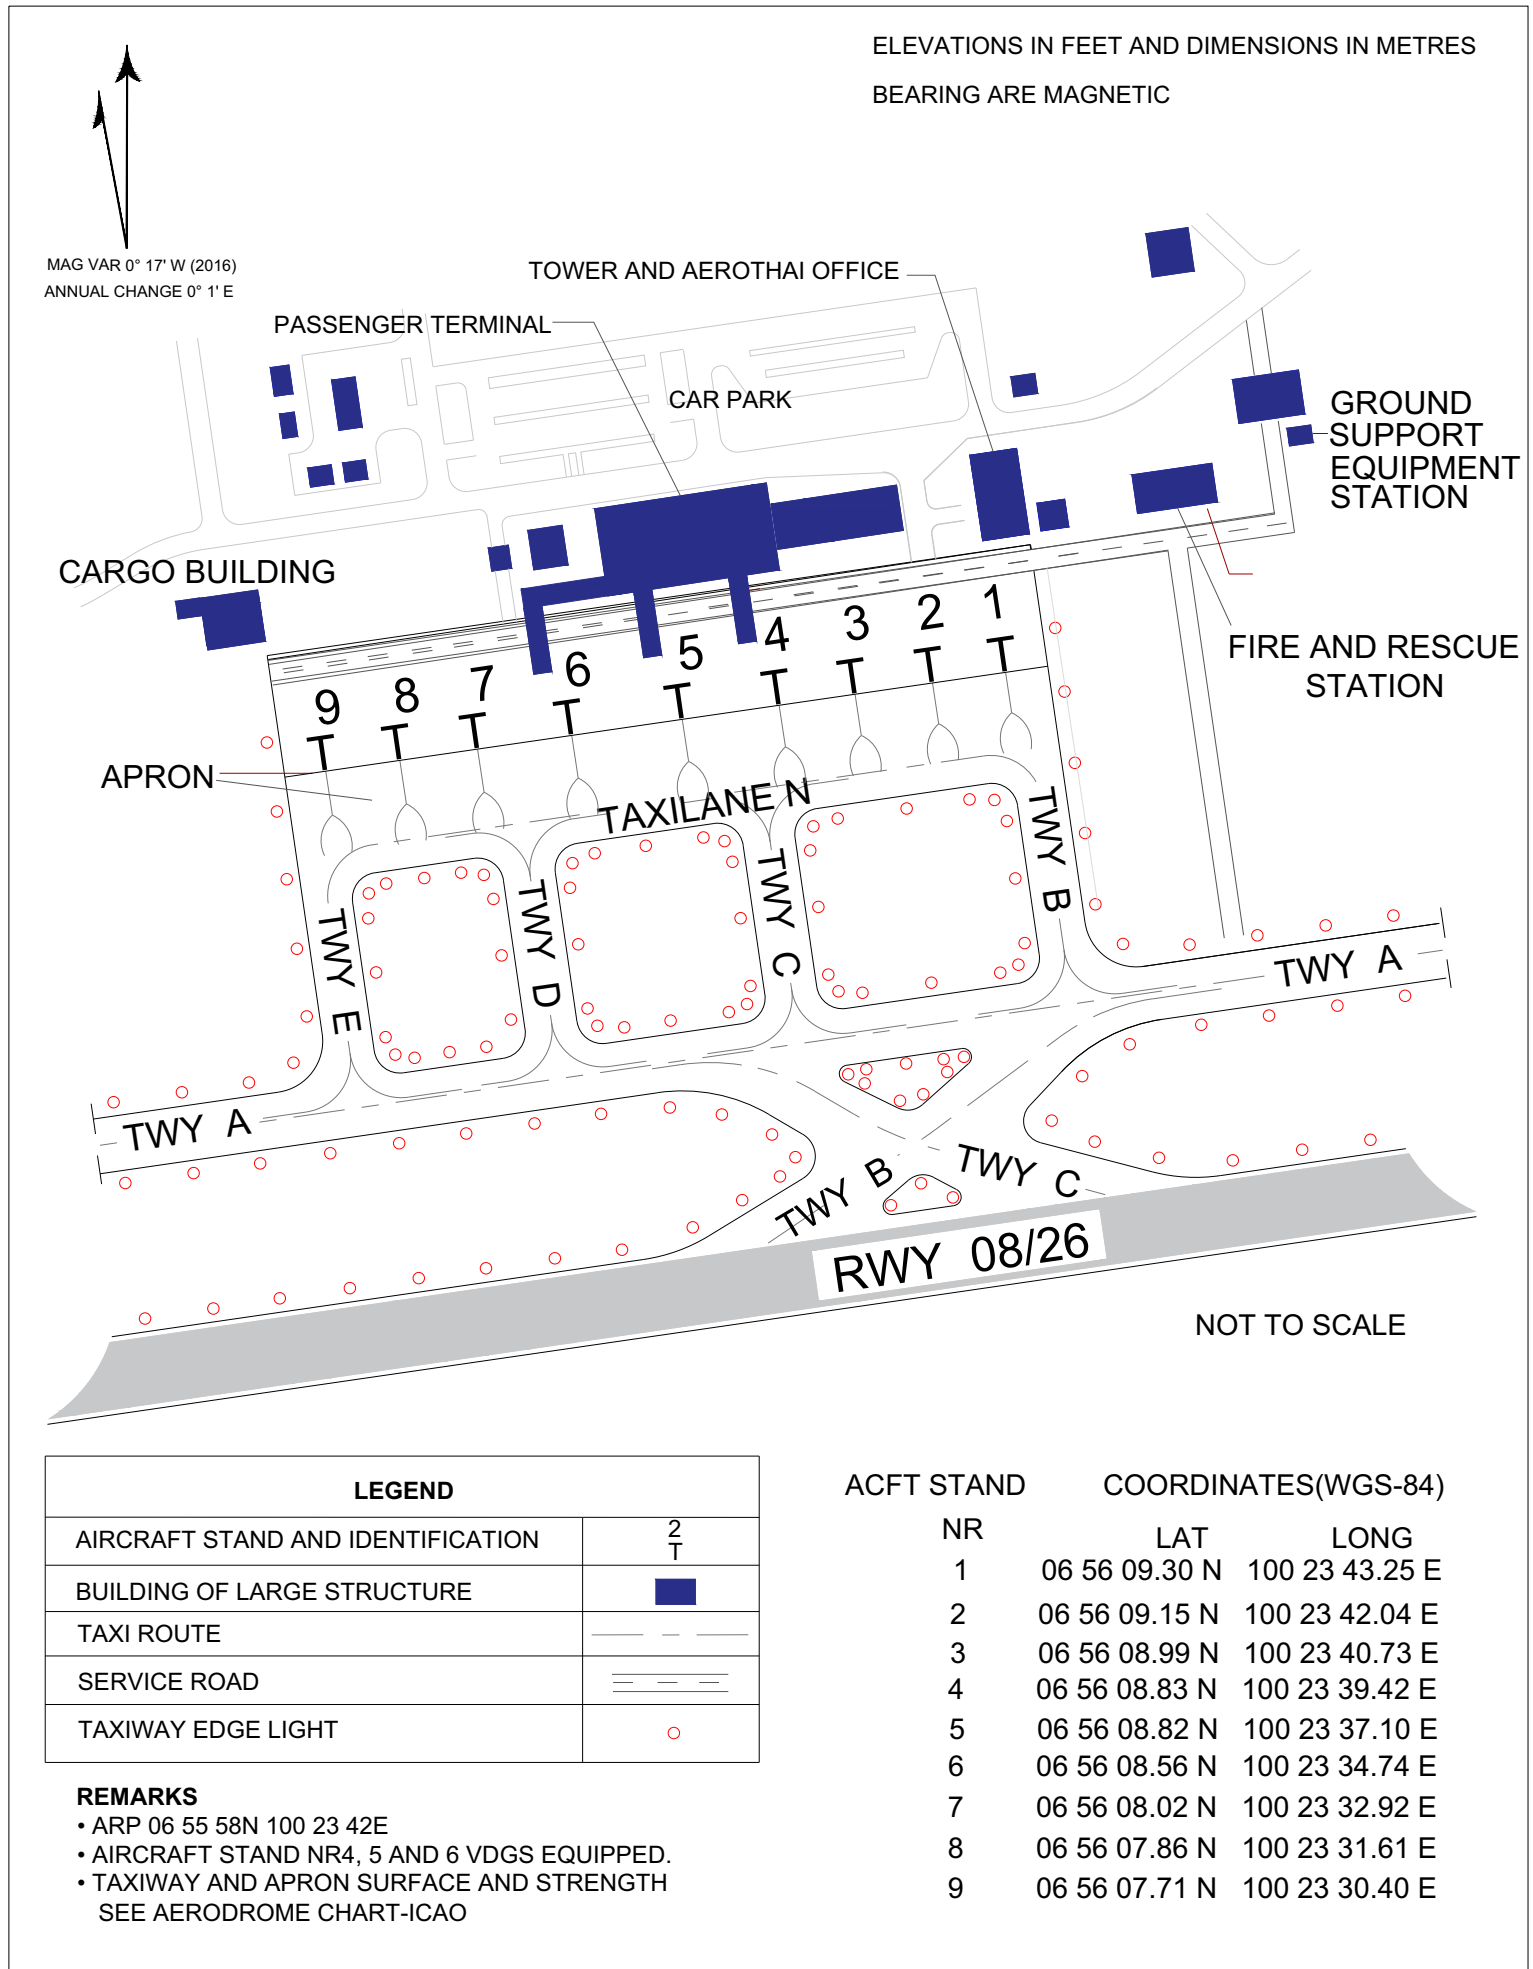 ELEVATIONS IN FEET AND DIMENSIONS IN METRES
BEARING ARE MAGNETIC
MAG VAR 0° 17' W (2016)
ANNUAL CHANGE 0° 1' E
TOWER AND AEROTHAI OFFICE
PASSENGER TERMINAL
CAR PARK
GROUND
SUPPORT
EQUIPMENT
STATION
CARGO BUILDING
FIRE AND RESCUE
STATION
9 8 7 6 5 4 3 2 1
T T T T T T T T T
APRON
TAXILANE N
TWY E
TWY D
TWY C
TWY B
TWY A
TWY A
TWY B
TWY C
RWY 08/26
NOT TO SCALE
LEGEND
AIRCRAFT STAND AND IDENTIFICATION 2
T
BUILDING OF LARGE STRUCTURE
TAXI ROUTE
SERVICE ROAD
TAXIWAY EDGE LIGHT
REMARKS
• ARP 06 55 58N 100 23 42E
• AIRCRAFT STAND NR4, 5 AND 6 VDGS EQUIPPED.
• TAXIWAY AND APRON SURFACE AND STRENGTH
SEE AERODROME CHART-ICAO
ACFT STAND COORDINATES(WGS-84)
NR LAT LONG
1 06 56 09.30 N 100 23 43.25 E
2 06 56 09.15 N 100 23 42.04 E
3 06 56 08.99 N 100 23 40.73 E
4 06 56 08.83 N 100 23 39.42 E
5 06 56 08.82 N 100 23 37.10 E
6 06 56 08.56 N 100 23 34.74 E
7 06 56 08.02 N 100 23 32.92 E
8 06 56 07.86 N 100 23 31.61 E
9 06 56 07.71 N 100 23 30.40 E